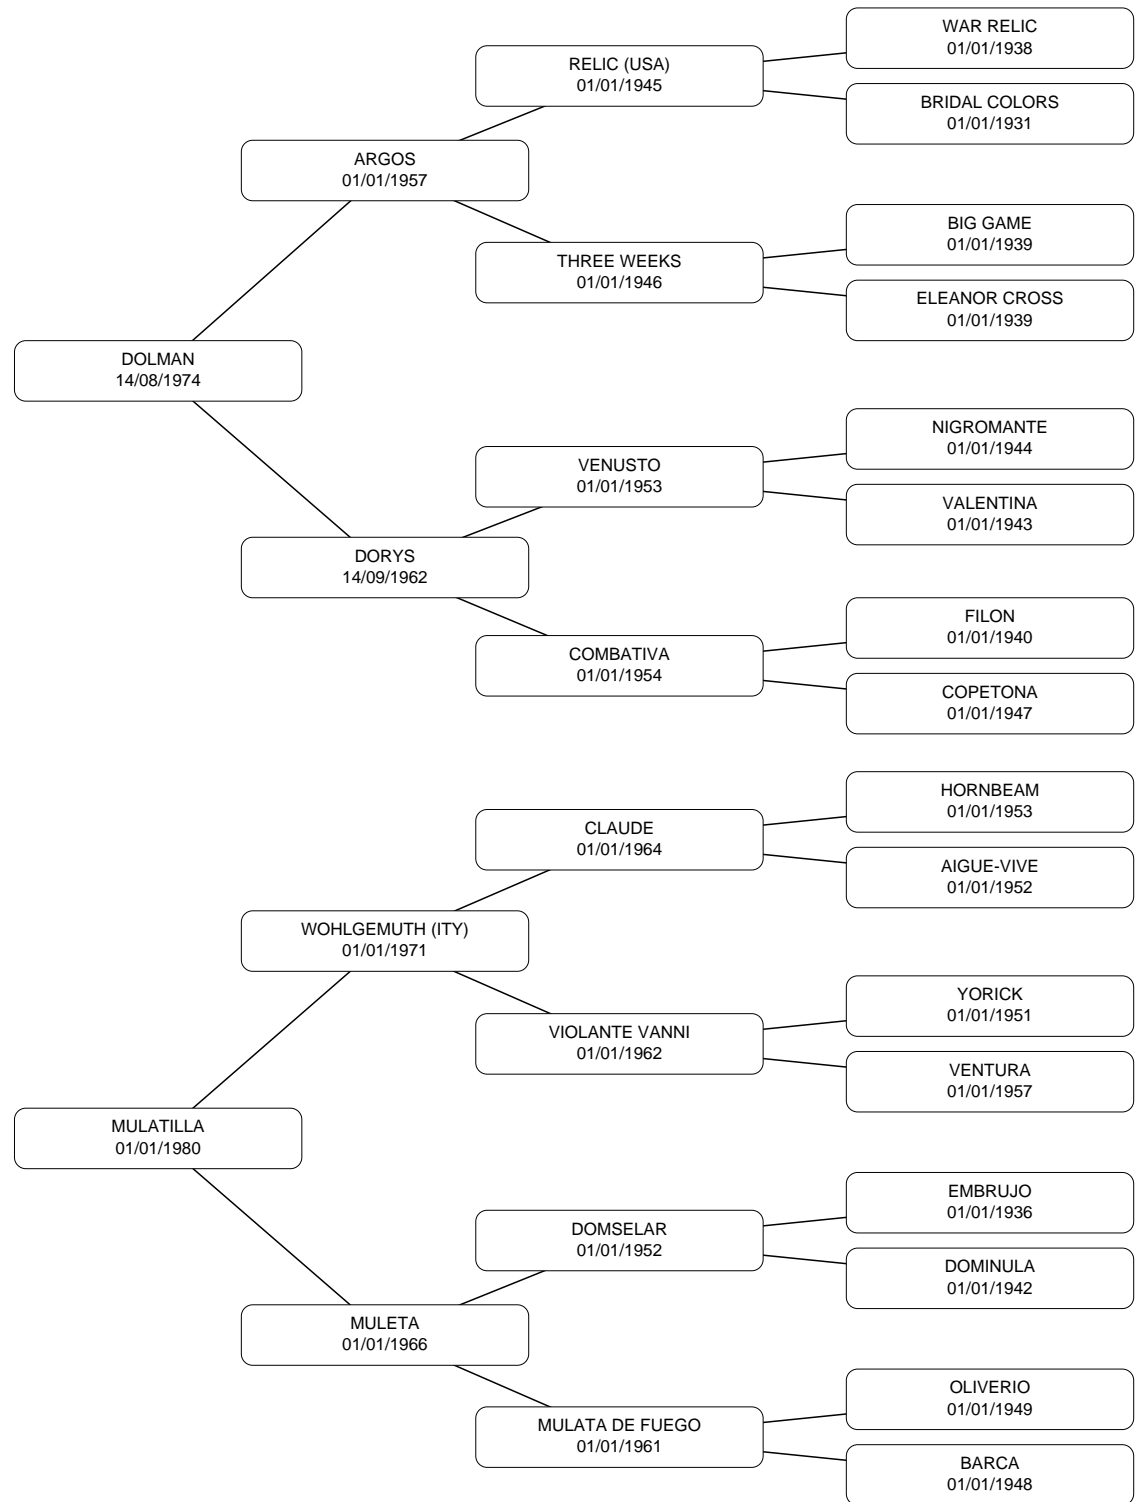 WAR RELIC
01/01/1938
RELIC (USA)
01/01/1945
BRIDAL COLORS
01/01/1931
ARGOS
01/01/1957
BIG GAME
01/01/1939
THREE WEEKS
01/01/1946
ELEANOR CROSS
01/01/1939
DOLMAN
14/08/1974
NIGROMANTE
01/01/1944
VENUSTO
01/01/1953
VALENTINA
01/01/1943
DORYS
14/09/1962
FILON
01/01/1940
COMBATIVA
01/01/1954
COPETONA
01/01/1947
HORNBEAM
01/01/1953
CLAUDE
01/01/1964
AIGUE-VIVE
01/01/1952
WOHLGEMUTH (ITY)
01/01/1971
YORICK
01/01/1951
VIOLANTE VANNI
01/01/1962
VENTURA
01/01/1957
MULATILLA
01/01/1980
EMBRUJO
01/01/1936
DOMSELAR
01/01/1952
DOMINULA
01/01/1942
MULETA
01/01/1966
OLIVERIO
01/01/1949
MULATA DE FUEGO
01/01/1961
BARCA
01/01/1948